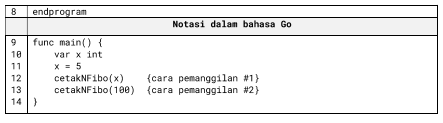 8 endprogram
Notasi dalam bahasa Go
9 func main() {
10 var x int
11 x = 5
12 cetakNFibo(x) {cara pemanggilan #1}
13 cetakNFibo(100) {cara pemanggilan #2}
14 }